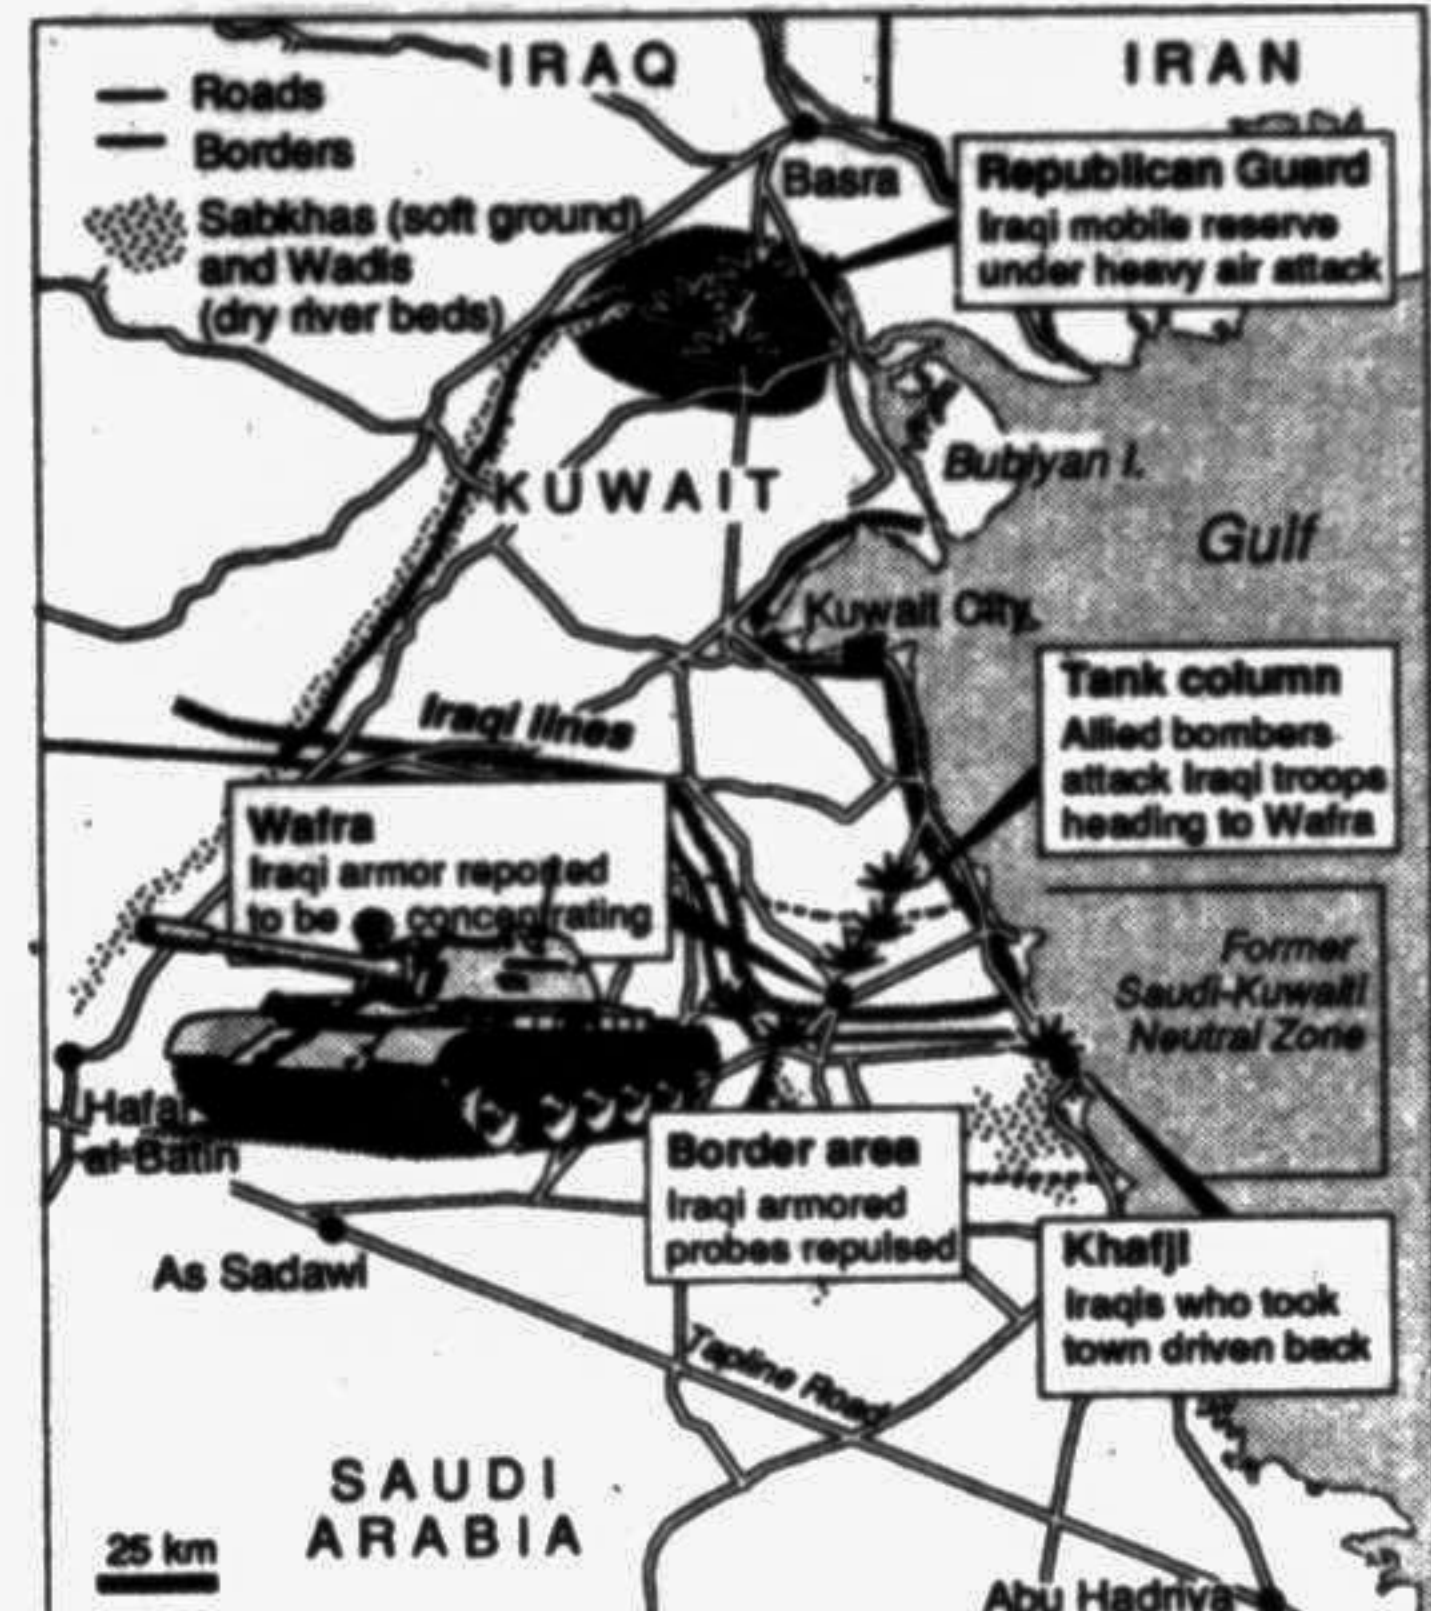 IRAQ
IRAN
Roads
Borders
Sabkhas (soft ground)
and Wadis
(dry river beds)
Basra
Republican Guard
Iraqi mobile reserve
under heavy air attack
Bubiyan I.
KUWAIT
Gulf
Kuwait City
Iraqi lines
Tank column
Allied bombers
attack Iraqi troops
heading to Wafra
Wafra
Iraqi armor reported
to be concentrating
Former
Saudi-Kuwaiti
Neutral Zone
Hafar
al-Batin
Border area
Iraqi armored
probes repulsed
As Sadawi
Khafji
Iraqis who took
town driven back
Tapline Road
SAUDI
ARABIA
25 km
Abu Hadriya